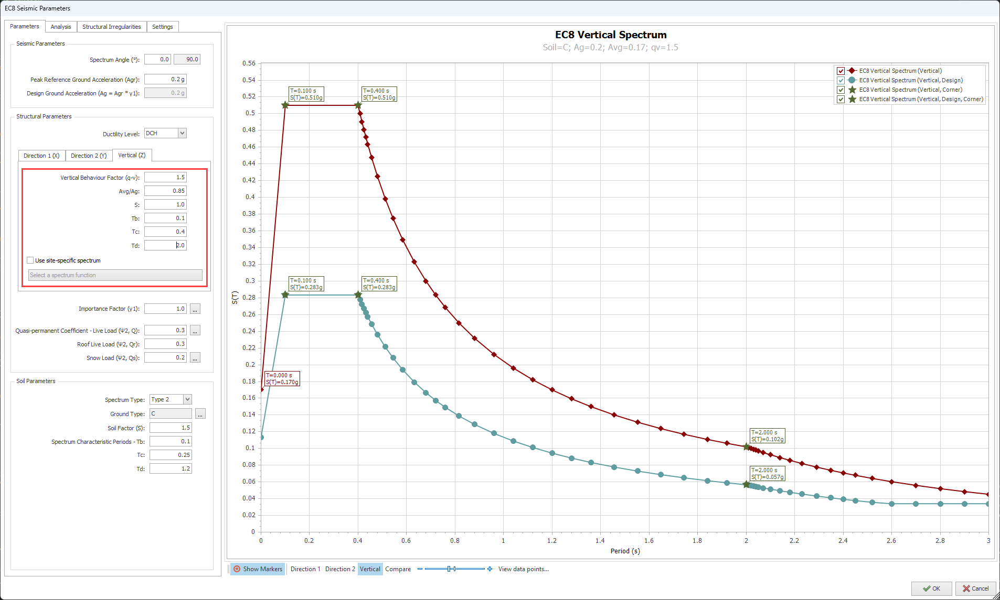 EC8 Seismic Parameters
Parameters
Analysis
Structural Irregularities
Settings
Seismic Parameters
Spectrum Angle (°):
0.0
90.0
Peak Reference Ground Acceleration (Agr):
0.2 g
Design Ground Acceleration (Ag = Agr * γ1):
0.2 g
Structural Parameters
Ductility Level:
DCH
Direction 1 (X)
Direction 2 (Y)
Vertical (Z)
Vertical Behaviour Factor (q-v):
1.5
Avg/Ag:
0.85
S:
1.0
Tb:
0.1
Tc:
0.4
Td:
2.0
Use site-specific spectrum
Select a spectrum function
Importance Factor (γ1):
1.0
...
Quasi-permanent Coefficient - Live Load (Ψ2, Q):
0.3
...
Roof Live Load (Ψ2, Qr):
0.3
Snow Load (Ψ2, Qs):
0.2
...
Soil Parameters
Spectrum Type:
Type 2
Ground Type:
C
...
Soil Factor (S):
1.5
Spectrum Characteristic Periods - Tb:
0.1
Tc:
0.25
Td:
1.2
EC8 Vertical Spectrum
Soil=C; Ag=0.2; Avg=0.17; qv=1.5
EC8 Vertical Spectrum (Vertical)
EC8 Vertical Spectrum (Vertical, Design)
EC8 Vertical Spectrum (Vertical, Corner)
EC8 Vertical Spectrum (Vertical, Design, Corner)
0.56
0.54
0.52
0.5
0.48
0.46
0.44
0.42
0.4
0.38
0.36
0.34
0.32
0.3
0.28
0.26
0.24
0.22
0.2
0.18
0.16
0.14
0.12
0.1
0.08
0.06
0.04
0.02
0
S(T)
T=0.100 s
S(T)=0.510g
T=0.400 s
S(T)=0.510g
T=0.100 s
S(T)=0.283g
T=0.400 s
S(T)=0.283g
T=0.000 s
S(T)=0.170g
T=2.000 s
S(T)=0.102g
T=2.000 s
S(T)=0.057g
0
0.2
0.4
0.6
0.8
1
1.2
1.4
1.6
1.8
2
2.2
2.4
2.6
2.8
3
Period (s)
Show Markers
Direction 1
Direction 2
Vertical
Compare
View data points...
OK
Cancel